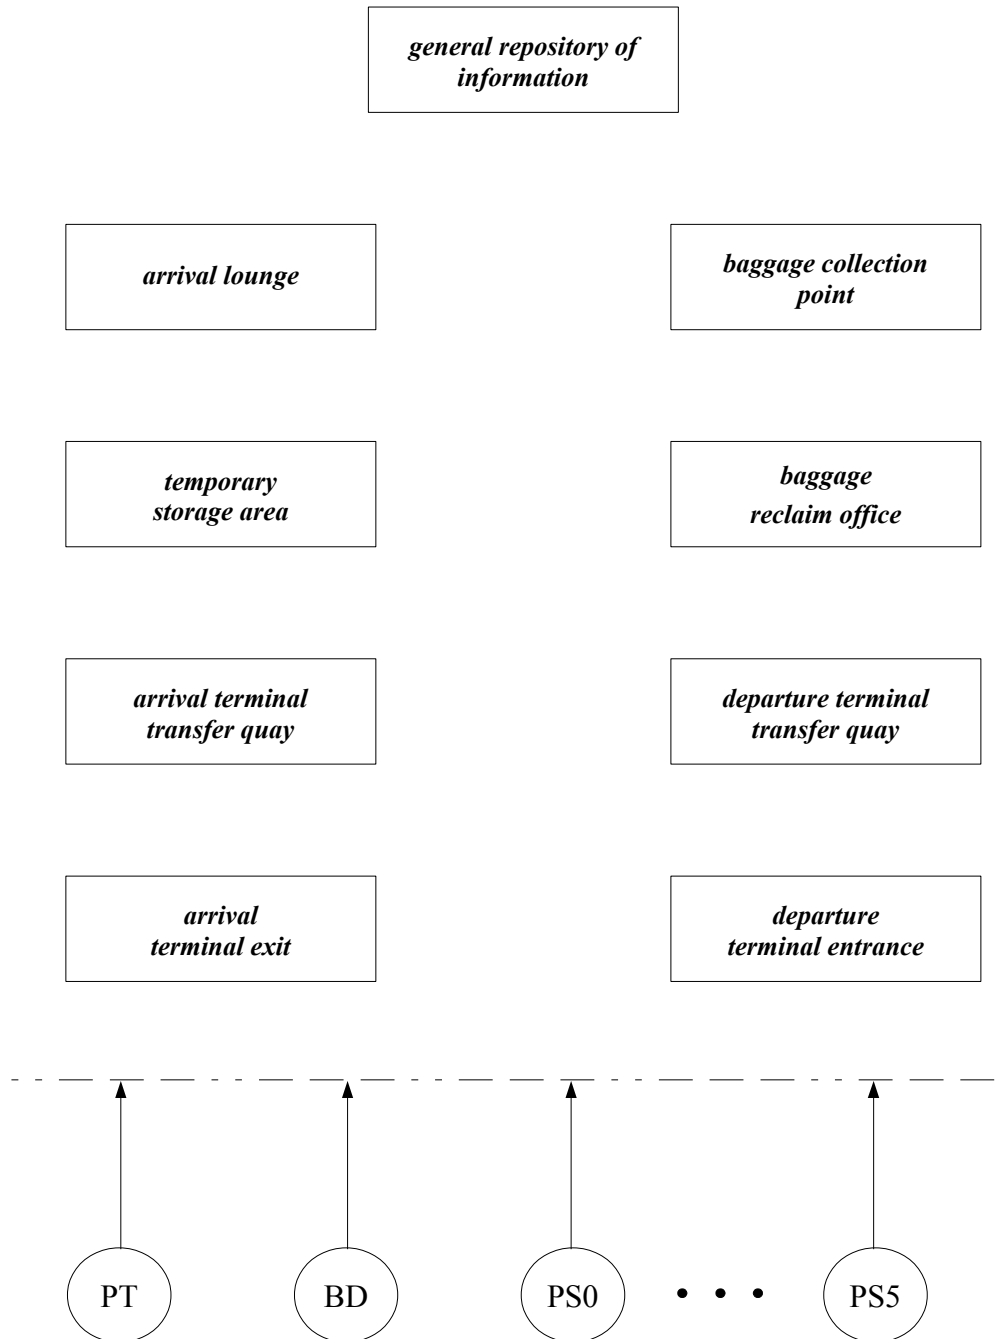 general repository of
information
arrival lounge
baggage collection
point
temporary
storage area
baggage
reclaim office
arrival terminal
transfer quay
departure terminal
transfer quay
arrival
terminal exit
departure
terminal entrance
PT
BD
PS0
• • •
PS5